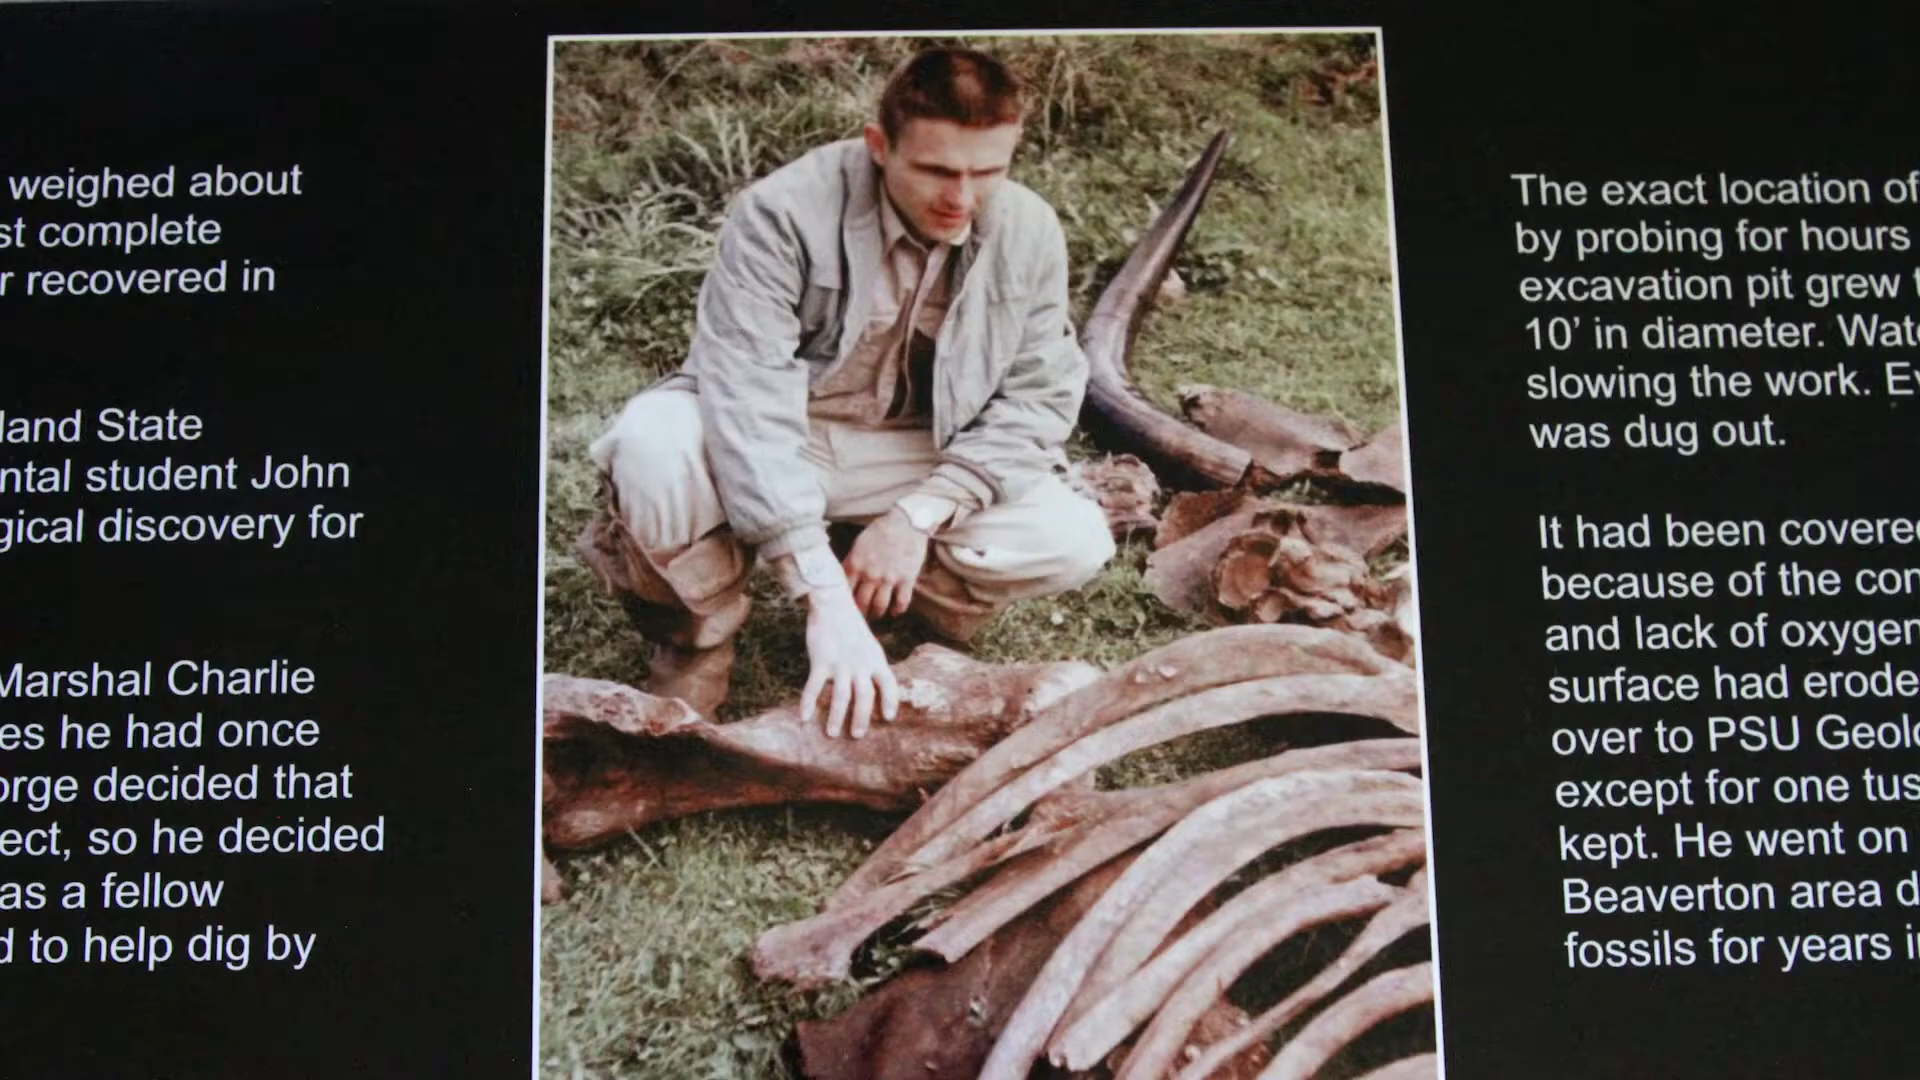 weighed about
st complete
r recovered in
land State
ntal student John
gical discovery for
Marshal Charlie
es he had once
orge decided that
ect, so he decided
as a fellow
d to help dig by
The exact location of
by probing for hours
excavation pit grew
10’ in diameter. Wat
slowing the work. Ev
was dug out.
It had been covere
because of the con
and lack of oxygen
surface had erode
over to PSU Geolo
except for one tus
kept. He went on
Beaverton area d
fossils for years i